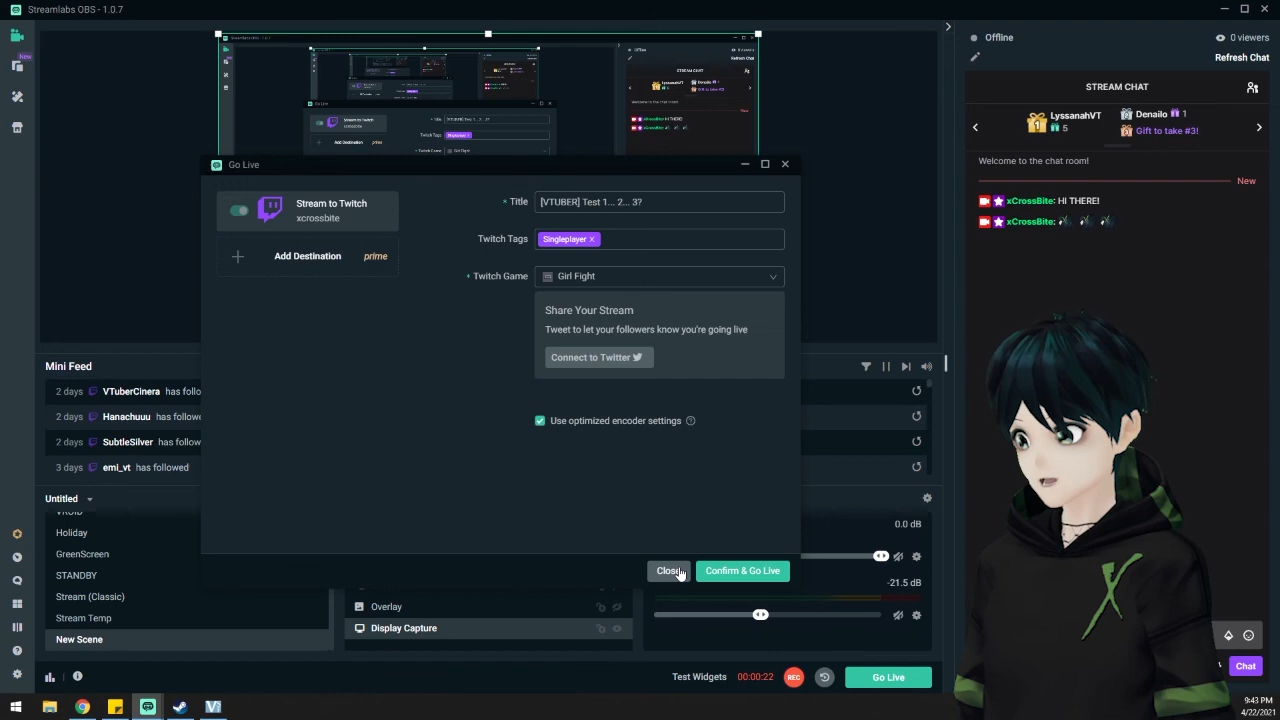 Streamlabs OBS - 1.0.7
New
Offline
0 viewers
Refresh Chat
STREAM CHAT
LyssanaiVT
5
Denailo 1
Gift to take #3!
Welcome to the chat room!
New
xCrossBite: HI THERE!
xCrossBite:
Go Live
Stream to Twitch
xcrossbite
Add Destination
prime
* Title
[VTUBER] Test 1... 2... 3?
Twitch Tags
Singleplayer ×
* Twitch Game
Girl Fight
Share Your Stream
Tweet to let your followers know you're going live
Connect to Twitter
Use optimized encoder settings
Close
Confirm & Go Live
Mini Feed
2 days VTuberCinera has follo
2 days Hanachuuu has followe
2 days SubtleSilver has follo
3 days emi_vt has followed
Untitled
VROID
Holiday
GreenScreen
STANDBY
Stream (Classic)
Stream Temp
New Scene
Overlay
Display Capture
0.0 dB
-21.5 dB
Test Widgets
00:00:22
REC
Go Live
Chat
9:43 PM
4/22/2021